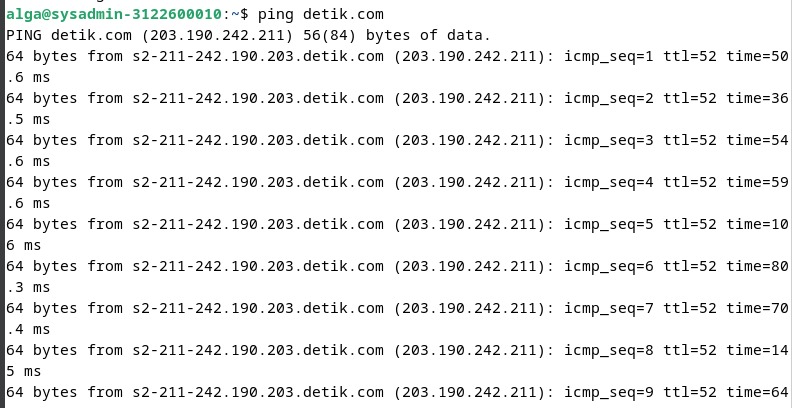 alga@sysadmin-3122600010:~$ ping detik.com
PING detik.com (203.190.242.211) 56(84) bytes of data.
64 bytes from s2-211-242.190.203.detik.com (203.190.242.211): icmp_seq=1 ttl=52 time=50
.6 ms
64 bytes from s2-211-242.190.203.detik.com (203.190.242.211): icmp_seq=2 ttl=52 time=36
.5 ms
64 bytes from s2-211-242.190.203.detik.com (203.190.242.211): icmp_seq=3 ttl=52 time=54
.6 ms
64 bytes from s2-211-242.190.203.detik.com (203.190.242.211): icmp_seq=4 ttl=52 time=59
.6 ms
64 bytes from s2-211-242.190.203.detik.com (203.190.242.211): icmp_seq=5 ttl=52 time=10
6 ms
64 bytes from s2-211-242.190.203.detik.com (203.190.242.211): icmp_seq=6 ttl=52 time=80
.3 ms
64 bytes from s2-211-242.190.203.detik.com (203.190.242.211): icmp_seq=7 ttl=52 time=70
.4 ms
64 bytes from s2-211-242.190.203.detik.com (203.190.242.211): icmp_seq=8 ttl=52 time=14
5 ms
64 bytes from s2-211-242.190.203.detik.com (203.190.242.211): icmp_seq=9 ttl=52 time=64